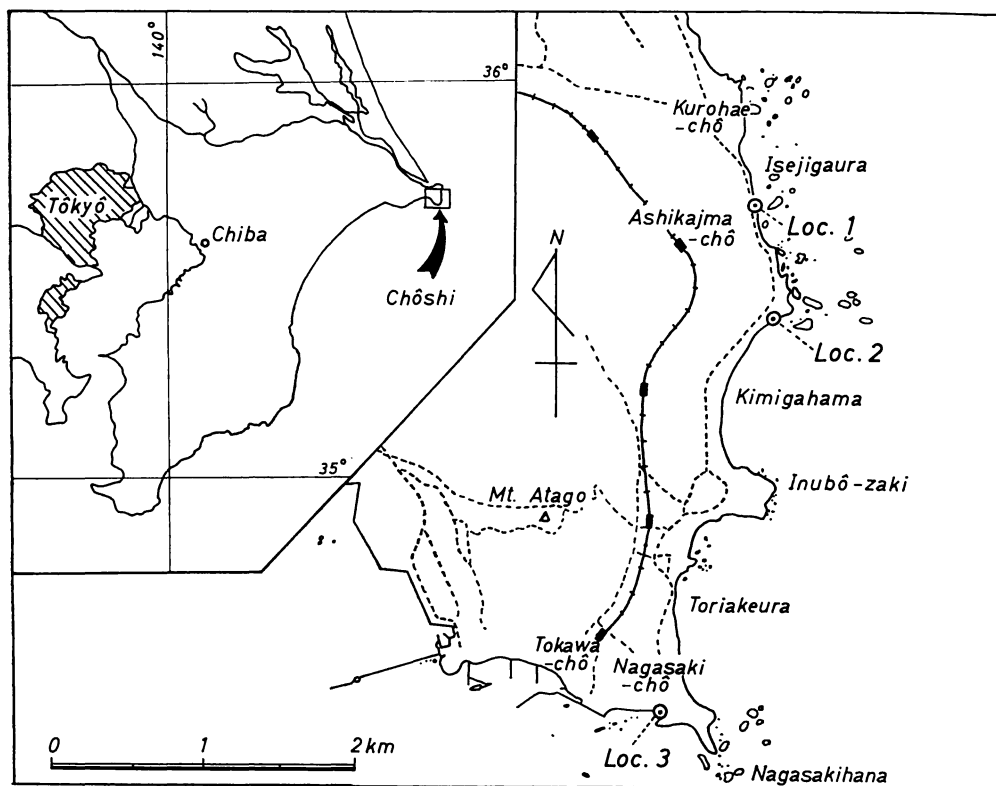 140°
36°
Tôkyô
Chiba
Chôshi
35°
N
Kurohae
-chô
Isejigaura
Loc. 1
Ashikajma
-chô
Loc. 2
Kimigahama
Inubô-zaki
Mt. Atago
Toriakeura
Tokawa
-chô
Nagasaki
-chô
Loc. 3
Nagasakihana
0 1 2 km